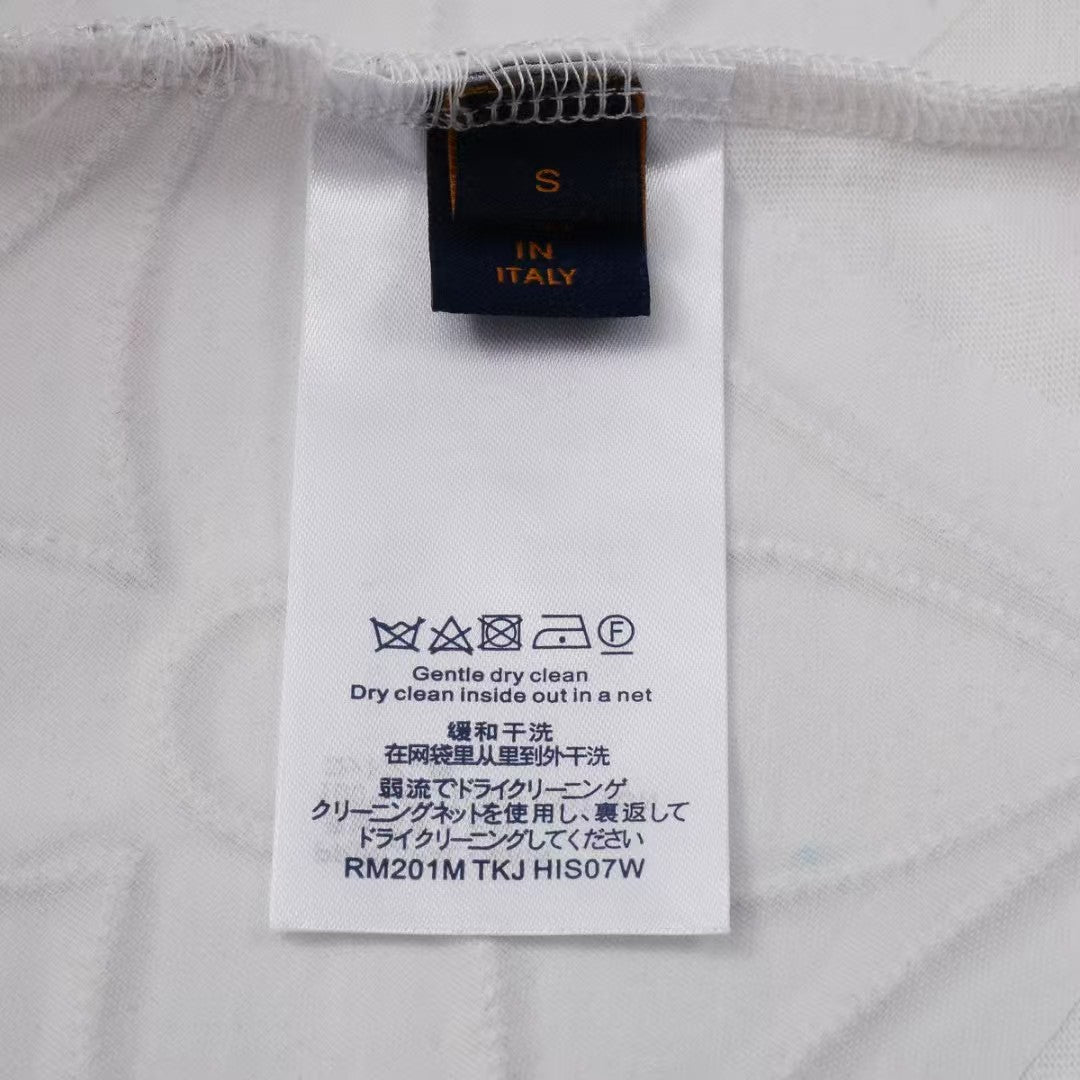 S
IN
ITALY
F
Gentle dry clean
Dry clean inside out in a net
缓和干洗
在网袋里从里到外干洗
弱流でドライクリーニンゲ
クリーニングネットを使用し、裏返して
ドライクリーニングしてください
RM201M TKJ HIS07W